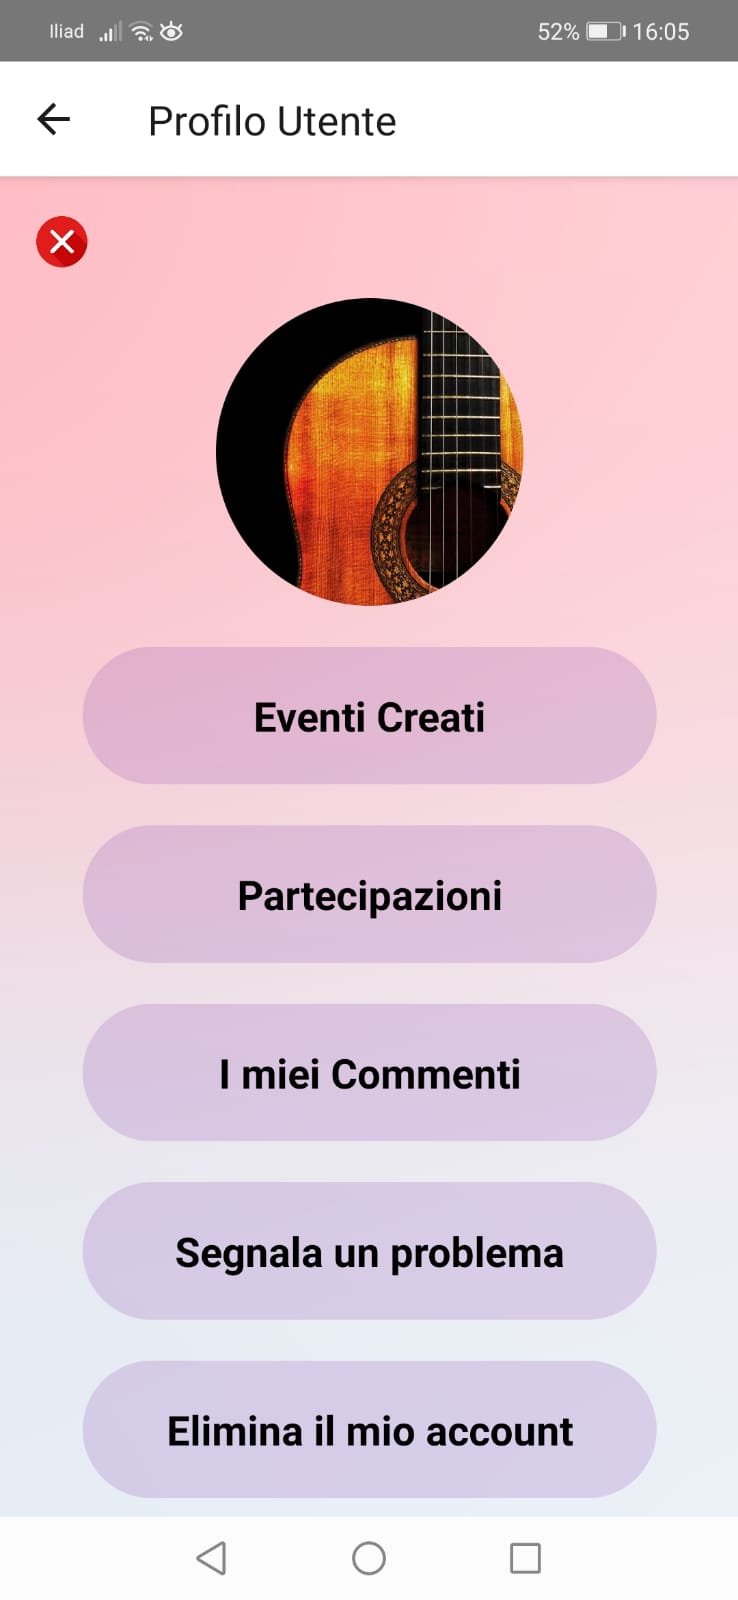 Iliad 52% 16:05
Profilo Utente
Eventi Creati
Partecipazioni
I miei Commenti
Segnala un problema
Elimina il mio account